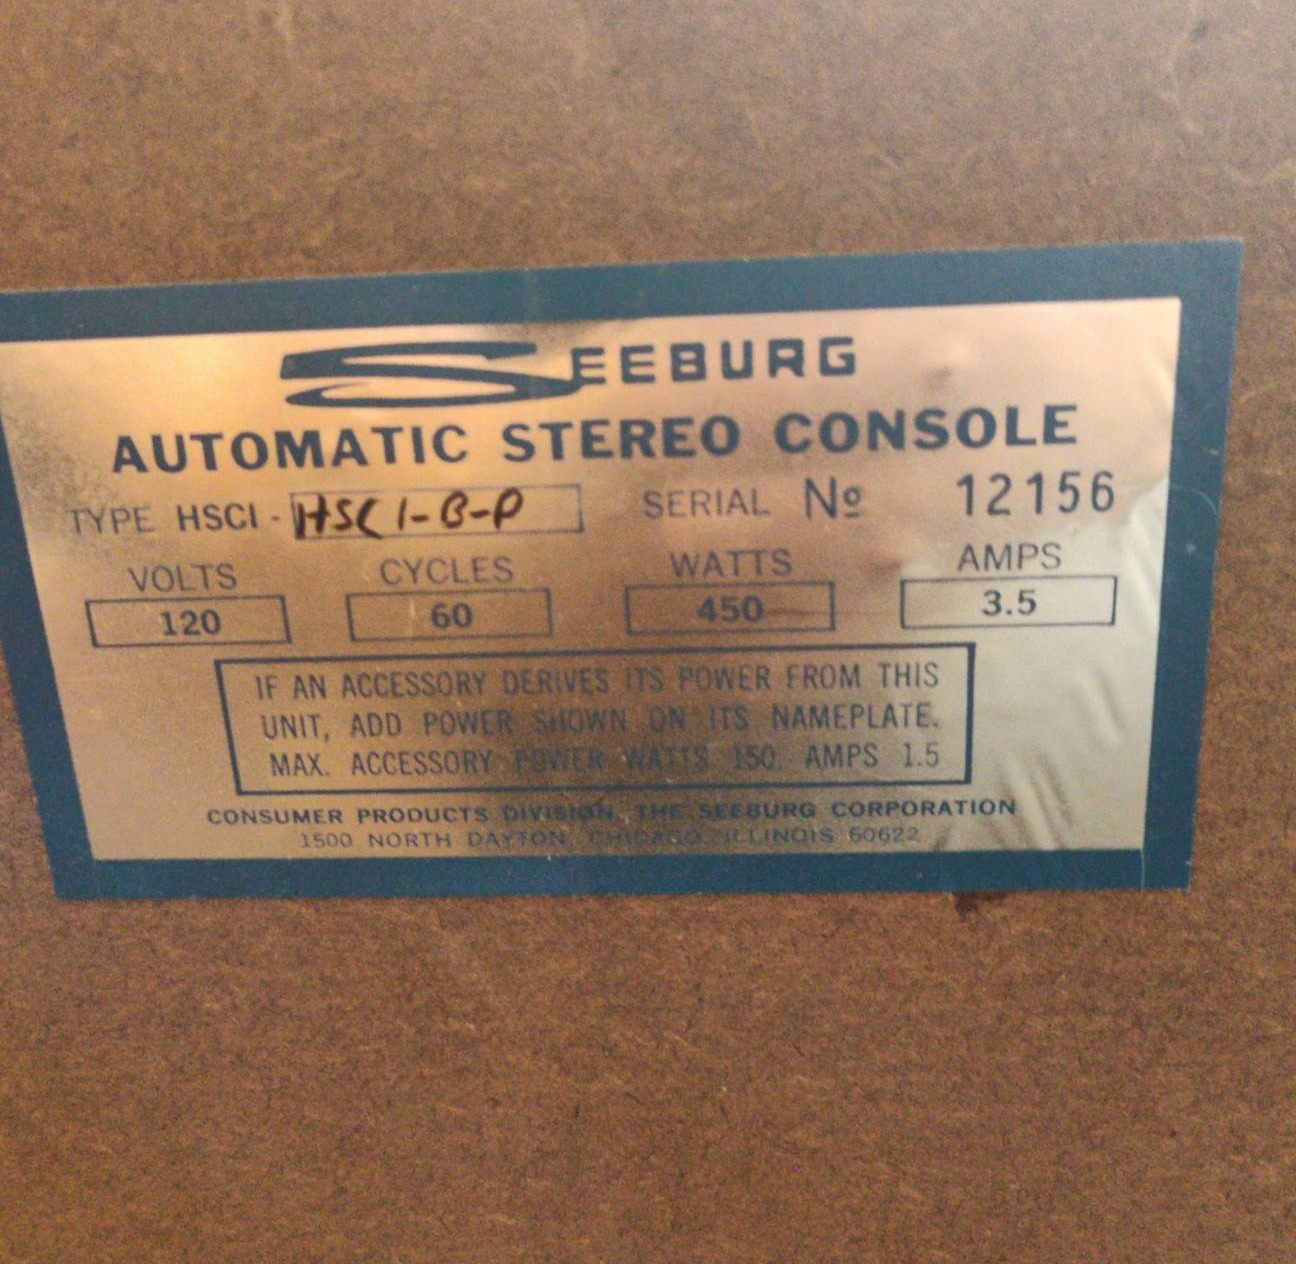 SEEBURG
AUTOMATIC STEREO CONSOLE
TYPE HSC1 - HSC1-B-P SERIAL Nº 12156
VOLTS CYCLES WATTS AMPS
120 60 450 3.5
IF AN ACCESSORY DERIVES ITS POWER FROM THIS
UNIT, ADD POWER SHOWN ON ITS NAMEPLATE.
MAX. ACCESSORY POWER WATTS 150. AMPS 1.5
CONSUMER PRODUCTS DIVISION, THE SEEBURG CORPORATION
1500 NORTH DAYTON, CHICAGO, ILLINOIS 60622